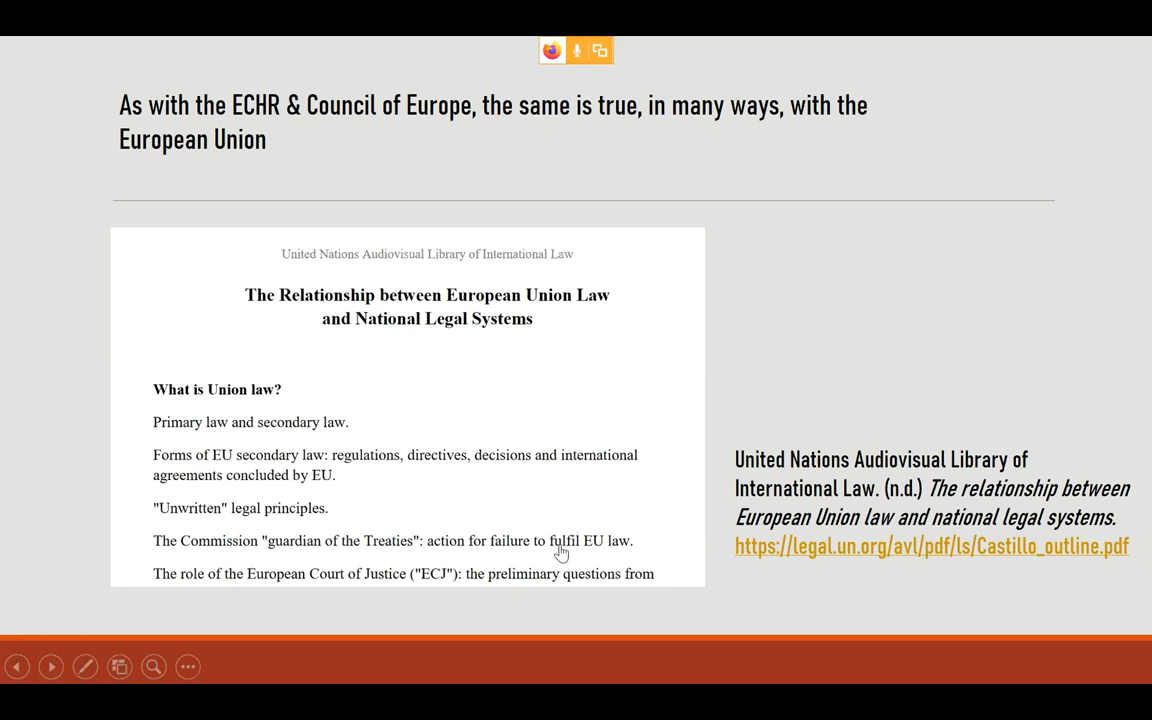 As with the ECHR & Council of Europe, the same is true, in many ways, with the
European Union
United Nations Audiovisual Library of International Law
The Relationship between European Union Law
and National Legal Systems
What is Union law?
Primary law and secondary law.
Forms of EU secondary law: regulations, directives, decisions and international
agreements concluded by EU.
"Unwritten" legal principles.
The Commission "guardian of the Treaties": action for failure to fulfil EU law.
The role of the European Court of Justice ("ECJ"): the preliminary questions from
United Nations Audiovisual Library of
International Law. (n.d.) The relationship between
European Union law and national legal systems.
https://legal.un.org/avl/pdf/ls/Castillo_outline.pdf